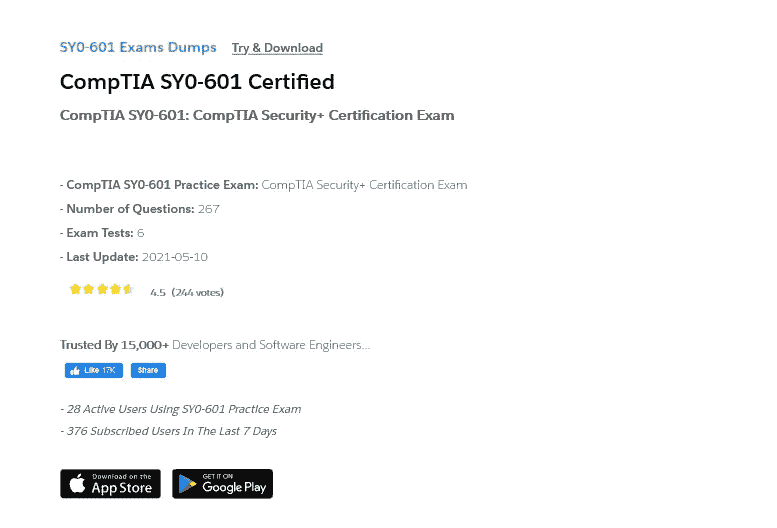 SY0-601 Exams Dumps Try & Download
CompTIA SY0-601 Certified
CompTIA SY0-601: CompTIA Security+ Certification Exam
- CompTIA SY0-601 Practice Exam: CompTIA Security+ Certification Exam
- Number of Questions: 267
- Exam Tests: 6
- Last Update: 2021-05-10
4.5 (244 votes)
Trusted By 15,000+ Developers and Software Engineers...
Like 17K Share
- 28 Active Users Using SY0-601 Practice Exam
- 376 Subscribed Users In The Last 7 Days
Download on the GET IT ON
App Store Google Play